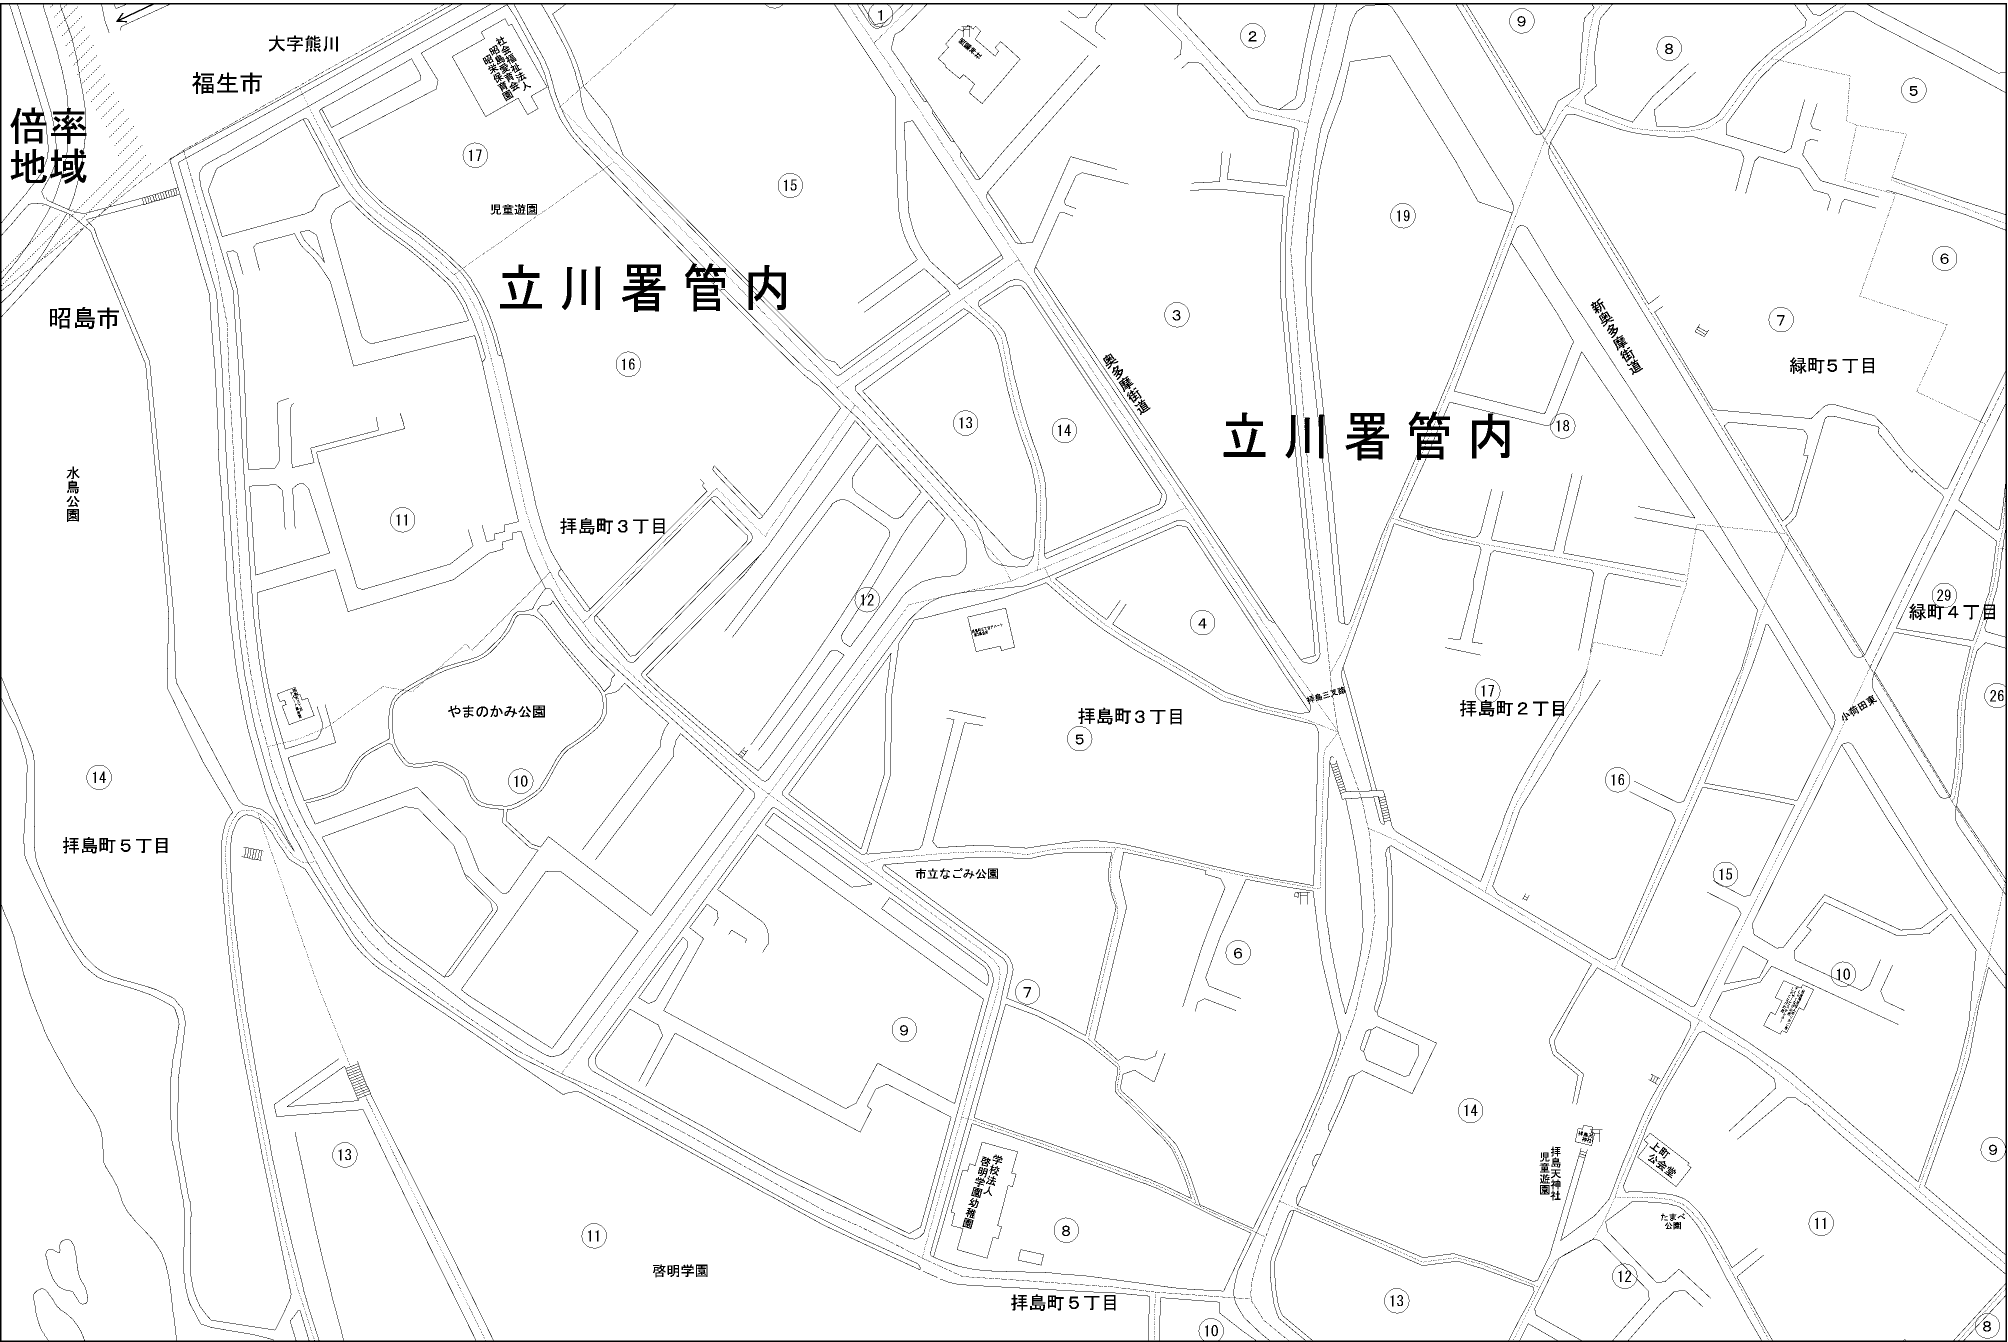 大字熊川
福生市
倍率
地域
社会福祉法人
昭島愛育会
昭栄保育園
1
2
9
8
5
17
児童遊園
15
19
6
立川署管内
昭島市
3
7
新奥多摩街道
緑町5丁目
16
奥多摩街道
13
14
立川署管内
18
水鳥公園
11
拝島町3丁目
12
4
29
緑町4丁目
26
やまのかみ公園
10
拝島町3丁目
5
拝島三叉路
17
拝島町2丁目
小荷田東
14
拝島町5丁目
16
15
市立なごみ公園
6
7
9
10
14
13
学校法人
啓明学園幼稚園
8
拝島天神社
児童遊園
上町
公会堂
9
たまべ
公園
11
11
啓明学園
拝島町5丁目
10
13
12
8